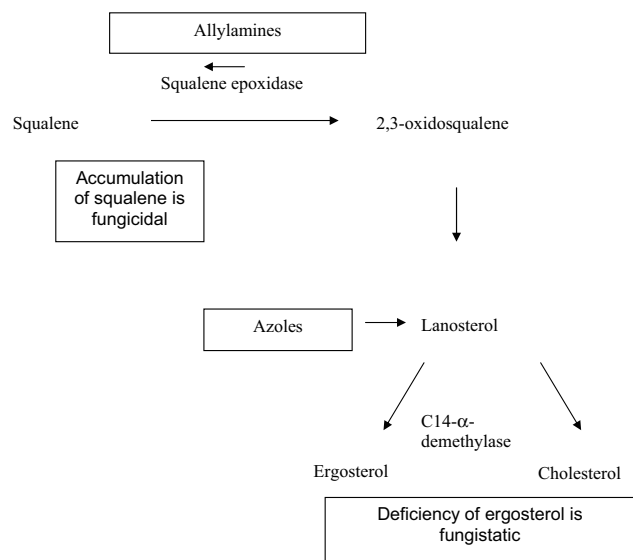 Allylamines
Squalene epoxidase
Squalene
2,3-oxidosqualene
Accumulation
of squalene is
fungicidal
Azoles
Lanosterol
C14-α-
demethylase
Ergosterol
Cholesterol
Deficiency of ergosterol is
fungistatic